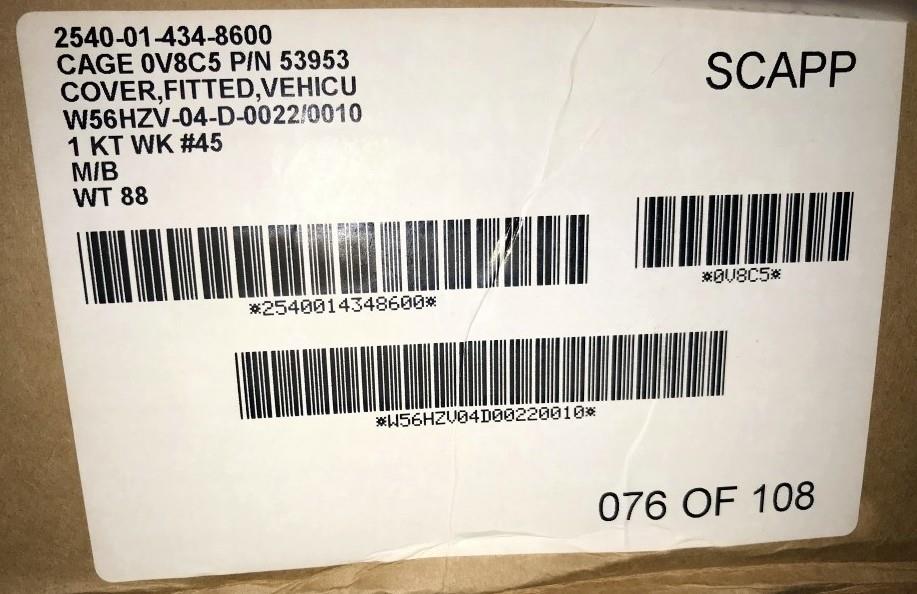 2540-01-434-8600
CAGE 0V8C5 P/N 53953
COVER,FITTED,VEHICU
W56HZV-04-D-0022/0010
1 KT WK #45
M/B
WT 88
SCAPP
*2540014348600*
*0V8C5*
*W56HZV04D00220010*
076 OF 108